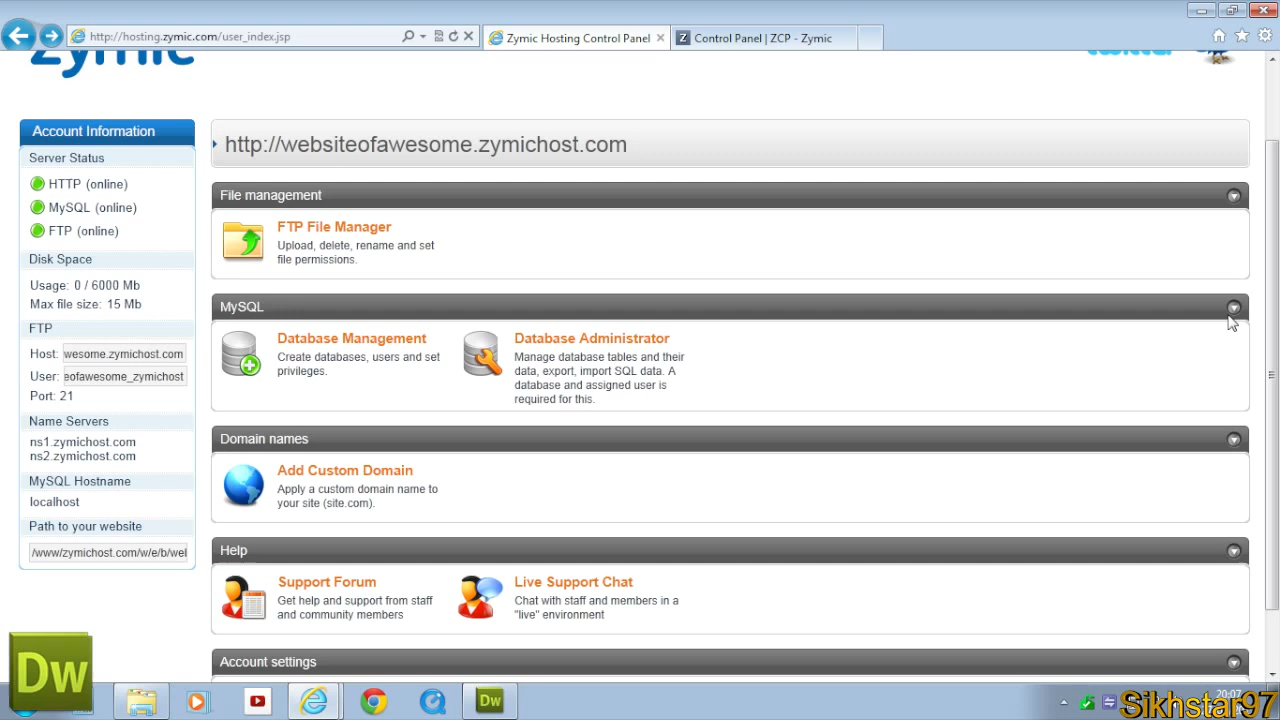 http://hosting.zymic.com/user_index.jsp
Zymic Hosting Control Panel
Control Panel | ZCP - Zymic
zymic
twitter
Account Information
Server Status
HTTP (online)
MySQL (online)
FTP (online)
Disk Space
Usage: 0 / 6000 Mb
Max file size: 15 Mb
FTP
Host: wesome.zymichost.com
User: eofawesome_zymichost
Port: 21
Name Servers
ns1.zymichost.com
ns2.zymichost.com
MySQL Hostname
localhost
Path to your website
/www/zymichost.com/w/e/b/wel
http://websiteofawesome.zymichost.com
File management
FTP File Manager
Upload, delete, rename and set
file permissions.
MySQL
Database Management
Create databases, users and set
privileges.
Database Administrator
Manage database tables and their
data, export, import SQL data. A
database and assigned user is
required for this.
Domain names
Add Custom Domain
Apply a custom domain name to
your site (site.com).
Help
Support Forum
Get help and support from staff
and community members
Live Support Chat
Chat with staff and members in a
"live" environment
Account settings
Dw
Dw
20:07
Sikhstar97